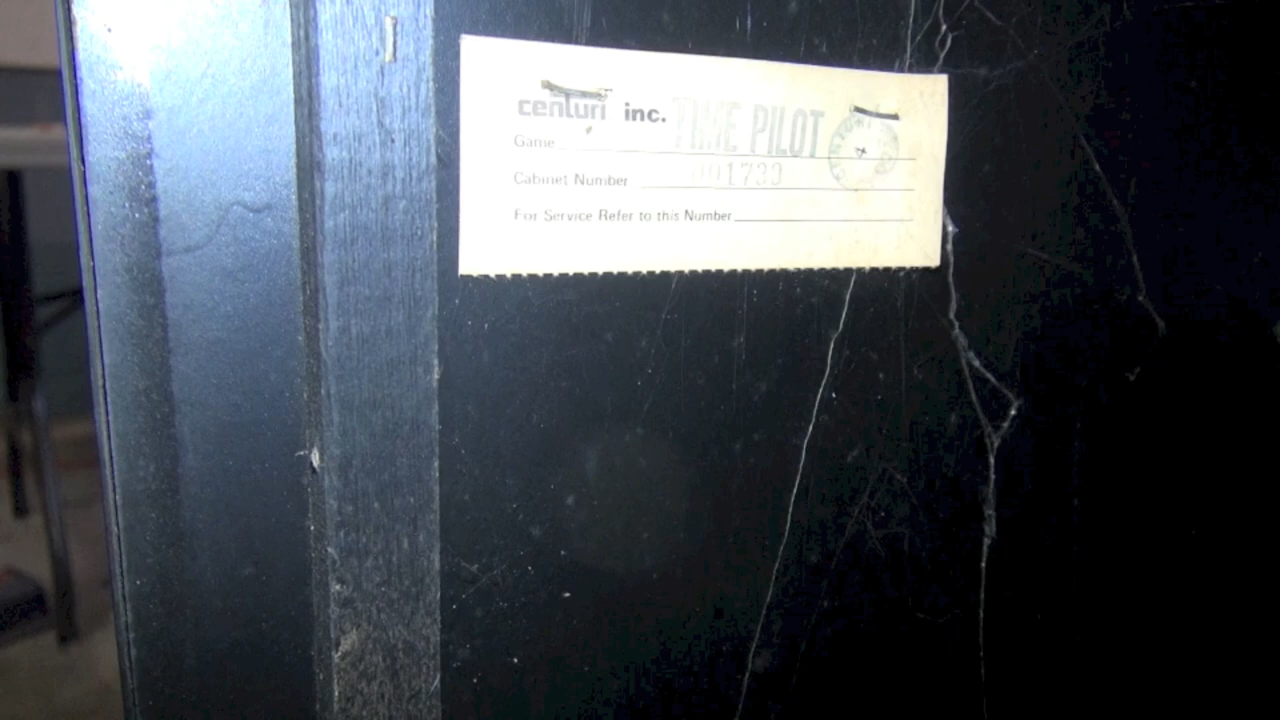 centuri inc.
Game TIME PILOT
Cabinet Number 001739
For Service Refer to this Number